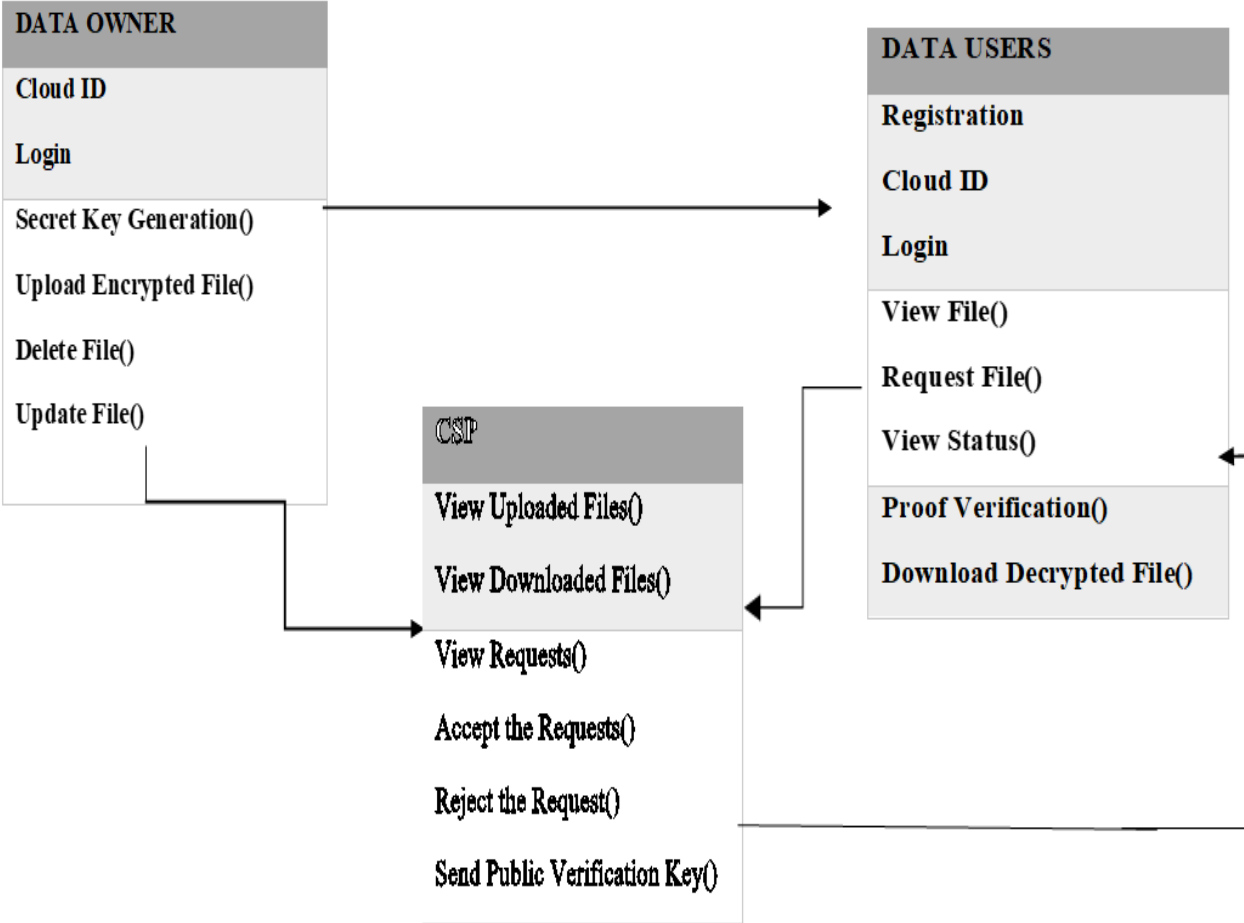 DATA OWNER
Cloud ID
Login
Secret Key Generation()
Upload Encrypted File()
Delete File()
Update File()
DATA USERS
Registration
Cloud ID
Login
View File()
Request File()
View Status()
Proof Verification()
Download Decrypted File()
CSP
View Uploaded Files()
View Downloaded Files()
View Requests()
Accept the Requests()
Reject the Request()
Send Public Verification Key()